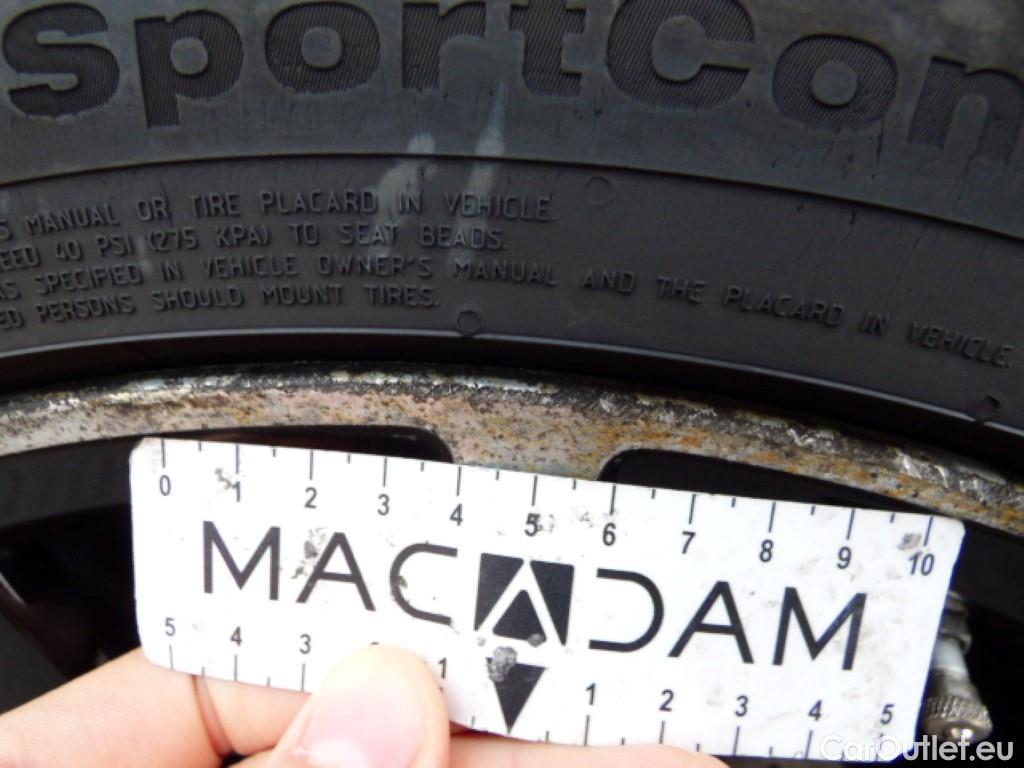 SportCon
S MANUAL OR TIRE PLACARD IN VEHICLE.
EED 40 PSI (275 KPA) TO SEAT BEADS.
AS SPECIFIED IN VEHICLE OWNER'S MANUAL AND THE PLACARD IN VEHICLE.
ED PERSONS SHOULD MOUNT TIRES.
0 1 2 3 4 5 6 7 8 9 10
MACADAM
5 4 3 1 1 2 3 4 5
CarOutlet.eu